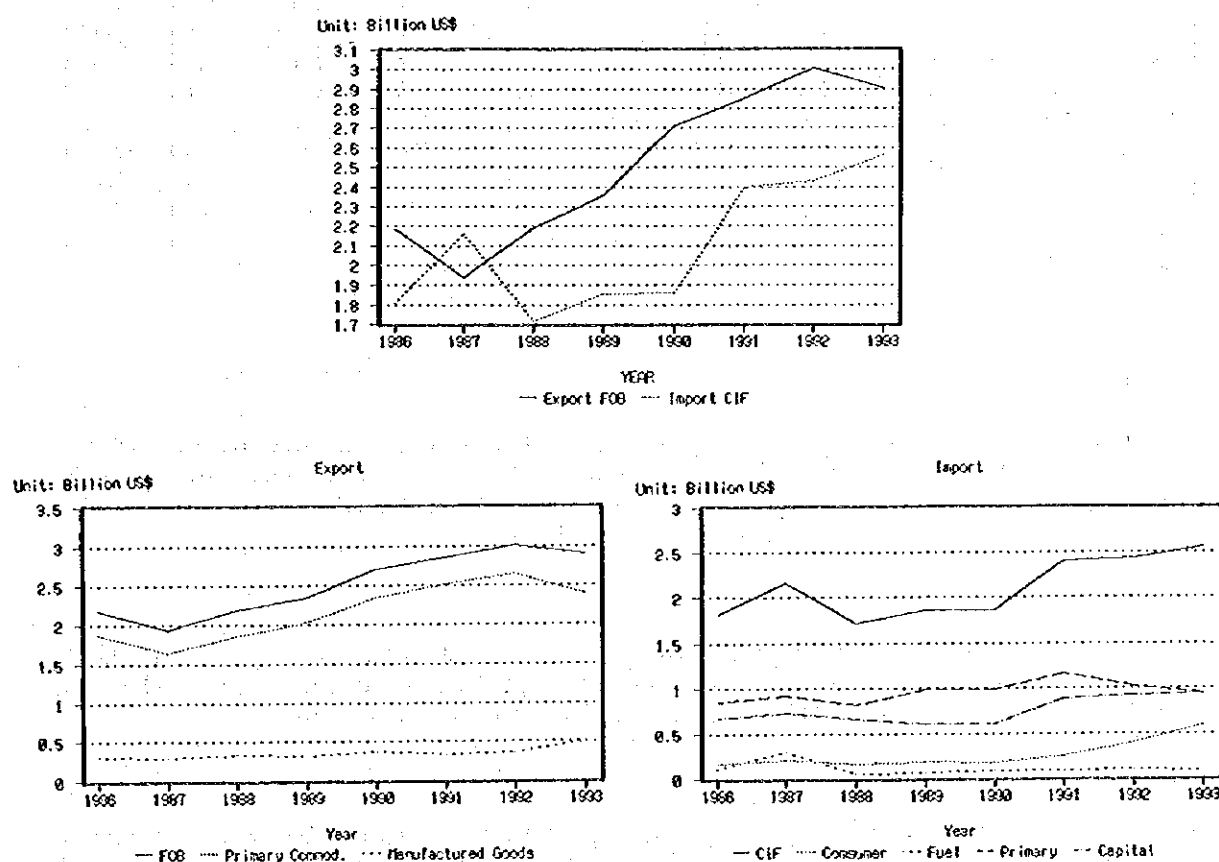 Unit: Billion US$
3.1
3
2.9
2.8
2.7
2.6
2.5
2.4
2.3
2.2
2.1
2
1.9
1.8
1.7
1986 1987 1988 1989 1990 1991 1992 1993
YEAR
Export FOB Import CIF
Export
Unit: Billion US$
3.5
3
2.5
2
1.5
1
0.5
0
1986 1987 1988 1989 1990 1991 1992 1993
Year
FOB Primary Commod. Manufactured Goods
Import
Unit: Billion US$
3
2.5
2
1.5
1
0.5
0
1986 1987 1988 1989 1990 1991 1992 1993
Year
CIF Consumer Fuel Primary Capital